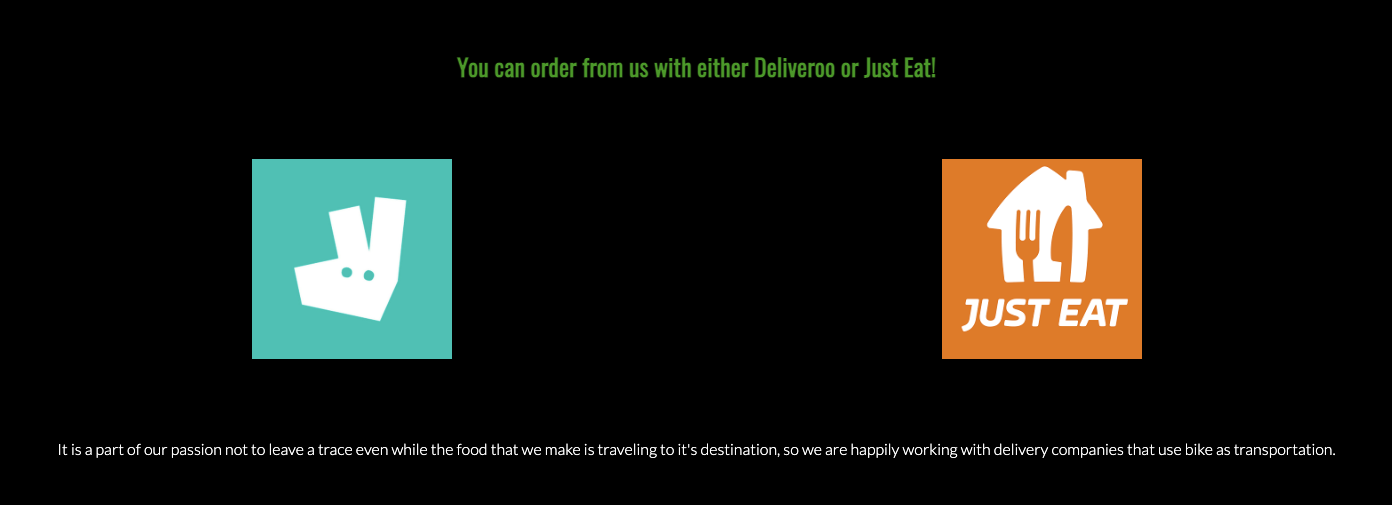 You can order from us with either Deliveroo or Just Eat!
JUST EAT
It is a part of our passion not to leave a trace even while the food that we make is traveling to it's destination, so we are happily working with delivery companies that use bike as transportation.